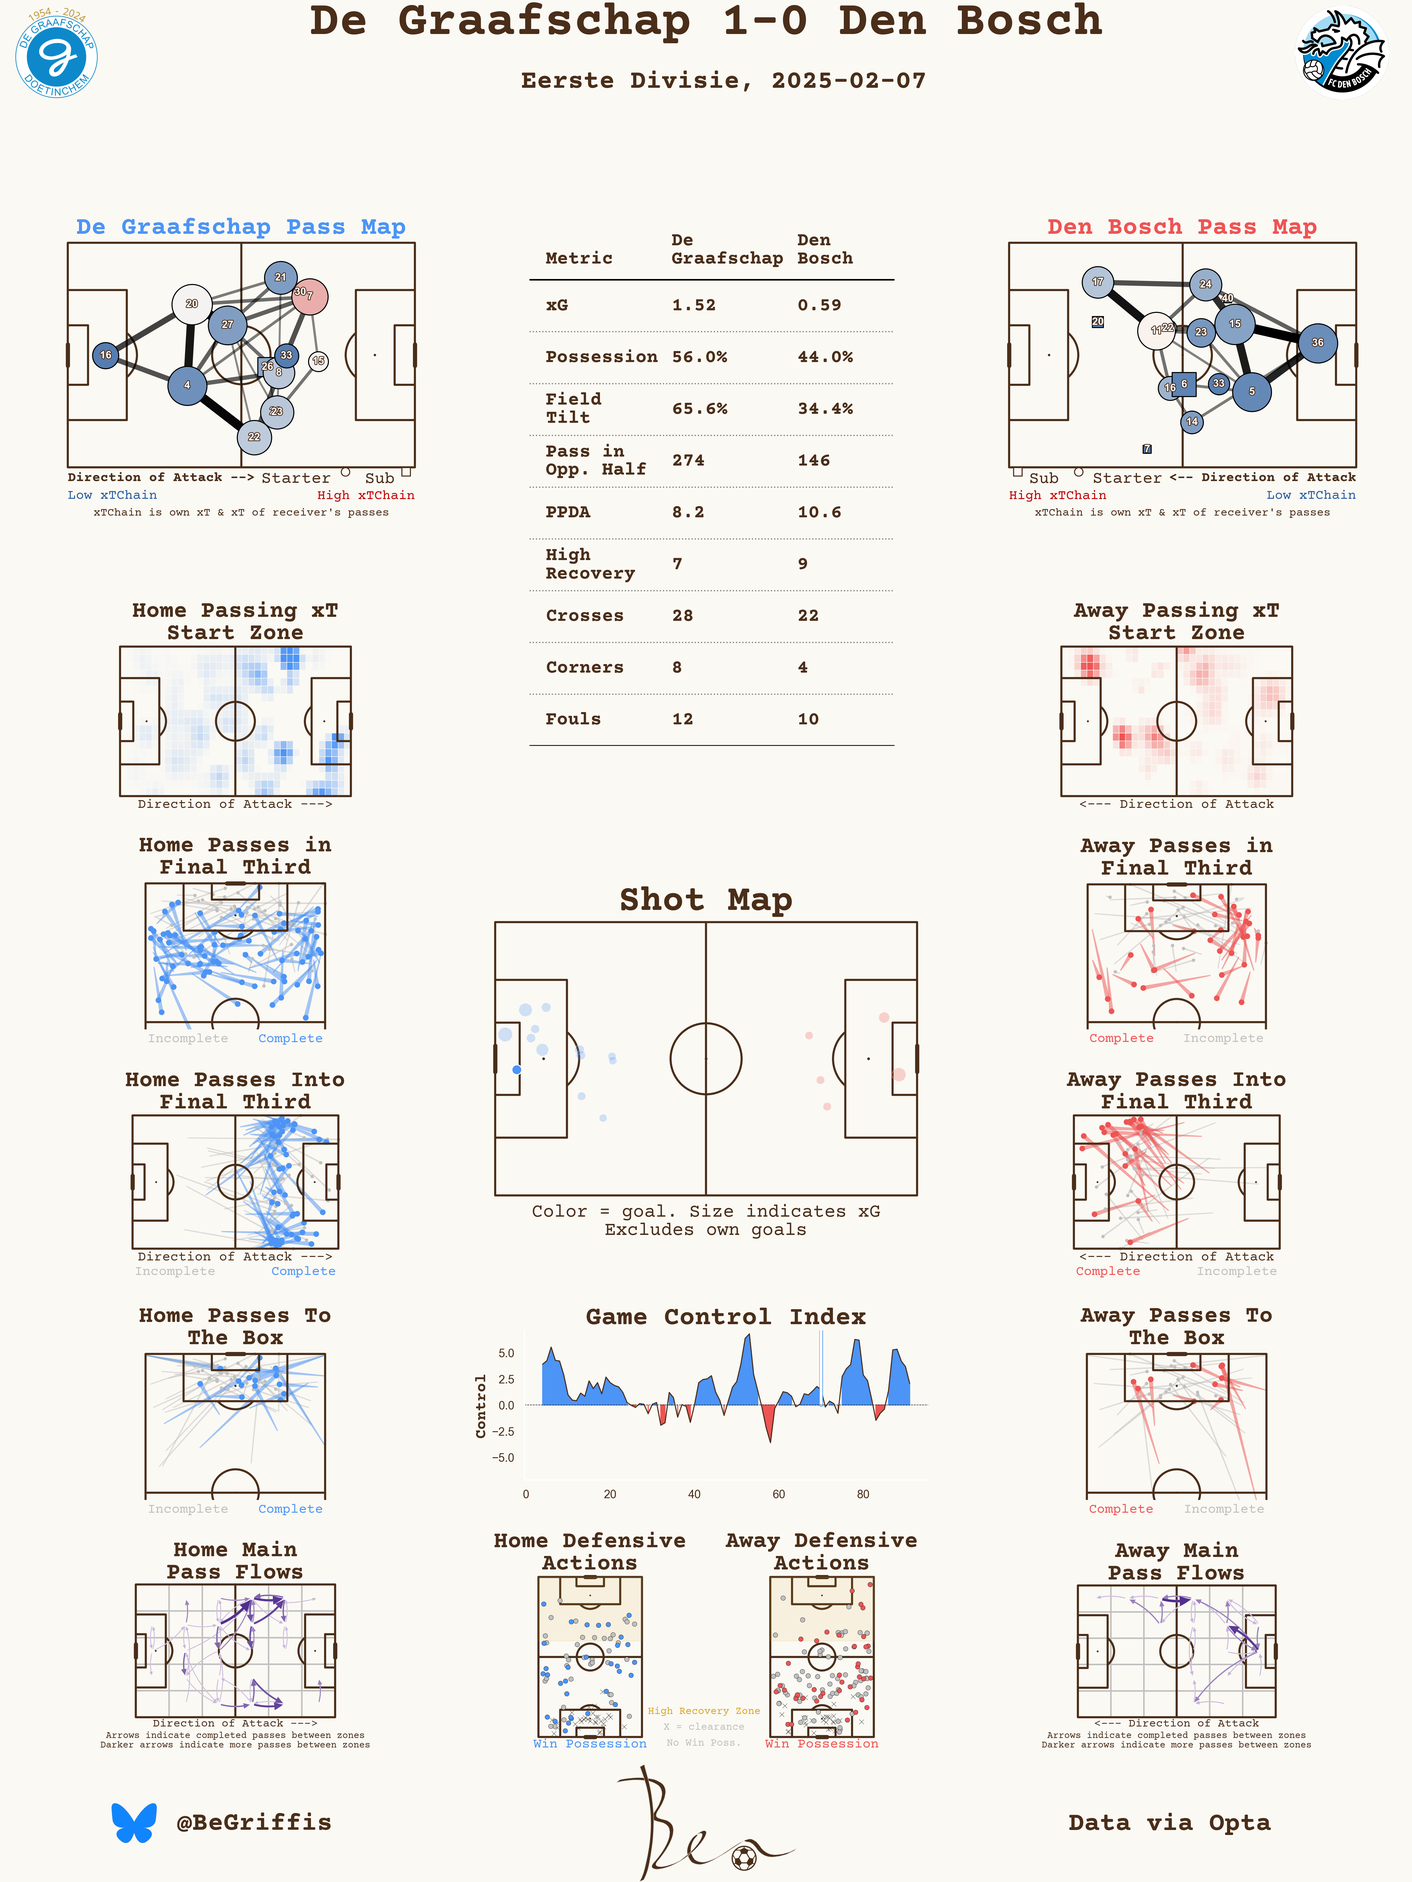 De Graafschap 1-0 Den Bosch
Eerste Divisie, 2025-02-07
1954 - 2024
DE GRAAFSCHAP
DOETINCHEM
FC DEN BOSCH
De Graafschap Pass Map
21
30
7
20
27
16
33
26
15
8
4
23
22
Direction of Attack --> Starter Sub
Low xTChain High xTChain
xTChain is own xT & xT of receiver's passes
Metric De Graafschap Den Bosch
xG 1.52 0.59
Possession 56.0% 44.0%
Field Tilt 65.6% 34.4%
Pass in Opp. Half 274 146
PPDA 8.2 10.6
High Recovery 7 9
Crosses 28 22
Corners 8 4
Fouls 12 10
Den Bosch Pass Map
17
24
40
20
11
22
23
15
36
16
6
33
5
14
7
Sub Starter <-- Direction of Attack
High xTChain Low xTChain
xTChain is own xT & xT of receiver's passes
Home Passing xT
Start Zone
Direction of Attack --->
Away Passing xT
Start Zone
<--- Direction of Attack
Home Passes in
Final Third
Incomplete Complete
Away Passes in
Final Third
Complete Incomplete
Shot Map
Color = goal. Size indicates xG
Excludes own goals
Home Passes Into
Final Third
Direction of Attack --->
Incomplete Complete
Away Passes Into
Final Third
<--- Direction of Attack
Complete Incomplete
Home Passes To
The Box
Incomplete Complete
Game Control Index
Control
5.0
2.5
0.0
−2.5
−5.0
0 20 40 60 80
Away Passes To
The Box
Complete Incomplete
Home Main
Pass Flows
Direction of Attack --->
Arrows indicate completed passes between zones
Darker arrows indicate more passes between zones
Home Defensive
Actions
Win Possession
Away Defensive
Actions
Win Possession
High Recovery Zone
X = clearance
No Win Poss.
Away Main
Pass Flows
<--- Direction of Attack
Arrows indicate completed passes between zones
Darker arrows indicate more passes between zones
@BeGriffis
Ben
Data via Opta